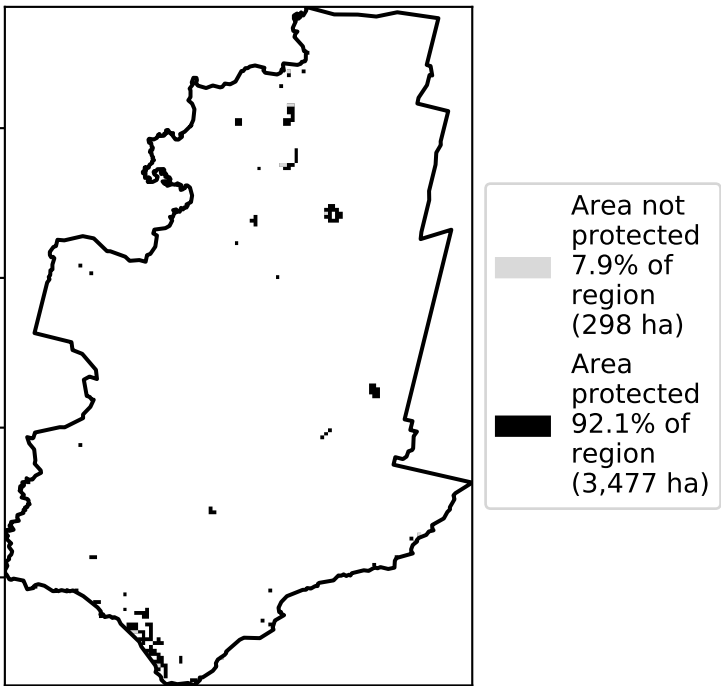 Area not
protected
7.9% of
region
(298 ha)
Area
protected
92.1% of
region
(3,477 ha)